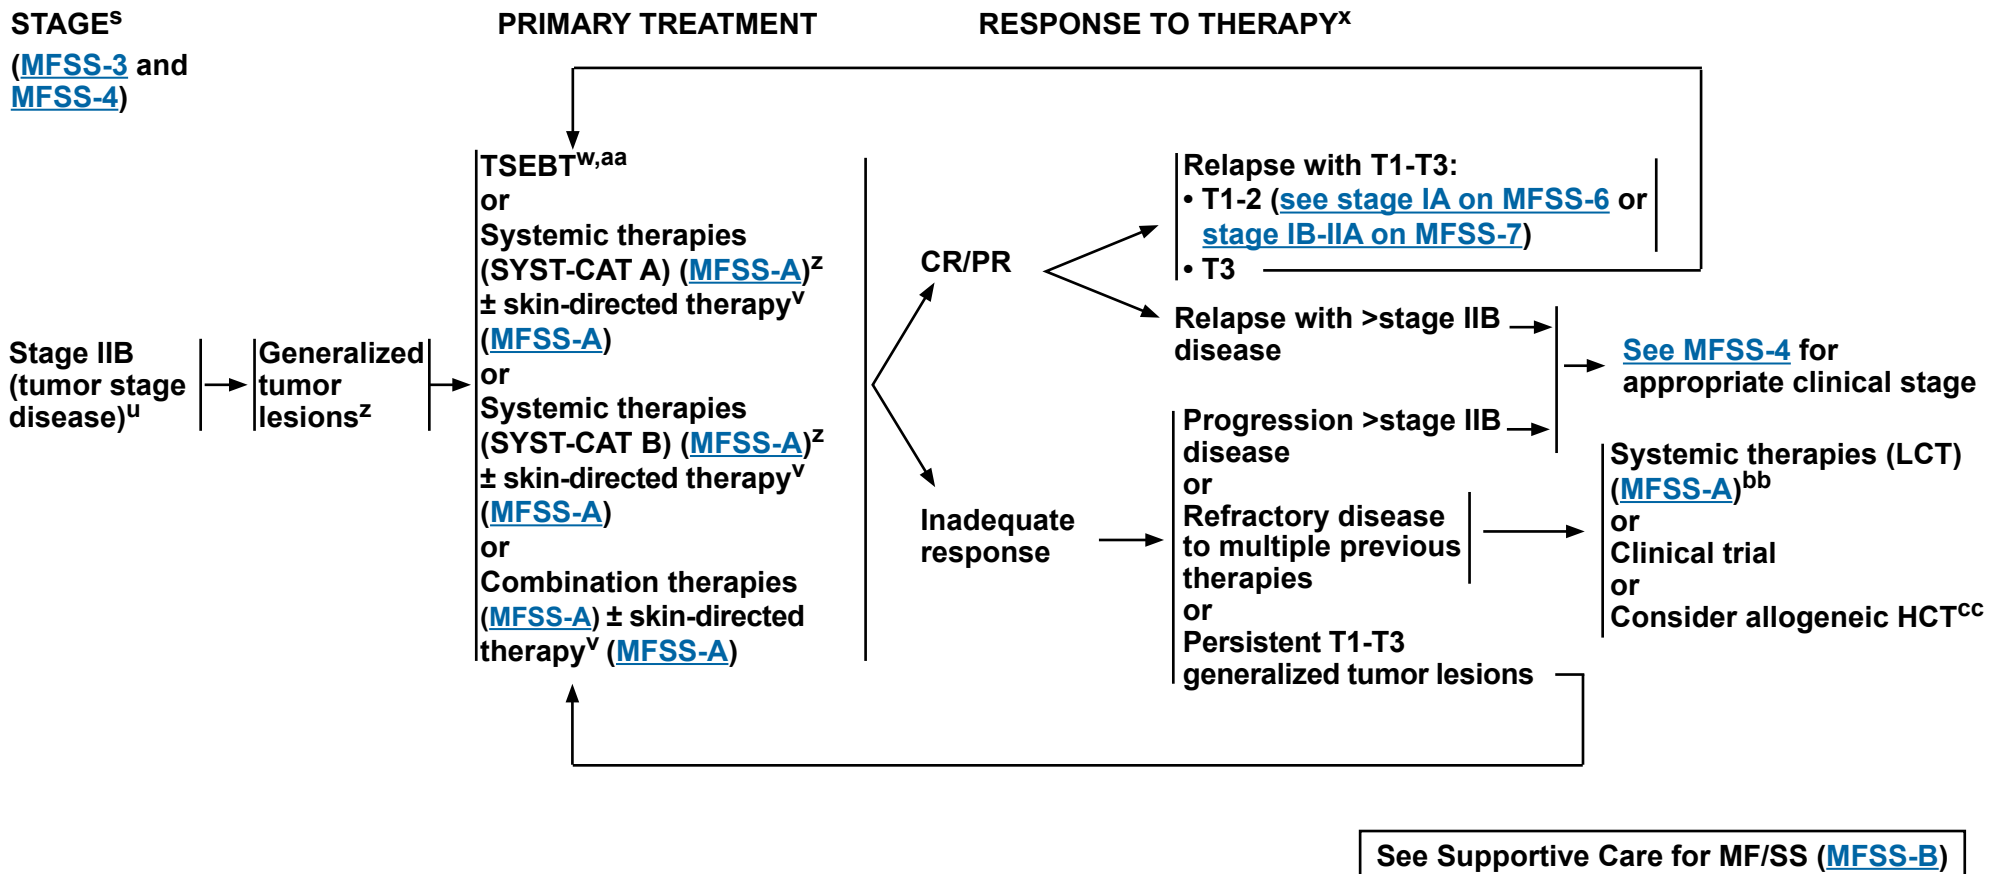 STAGEˢ
(MFSS-3 and
MFSS-4)
PRIMARY TREATMENT
RESPONSE TO THERAPYˣ
Stage IIB
(tumor stage
disease)ᵘ
Generalized
tumor
lesionsᶻ
TSEBTʷ,ᵃᵃ
or
Systemic therapies
(SYST-CAT A) (MFSS-A)ᶻ
± skin-directed therapyᵛ
(MFSS-A)
or
Systemic therapies
(SYST-CAT B) (MFSS-A)ᶻ
± skin-directed therapyᵛ
(MFSS-A)
or
Combination therapies
(MFSS-A) ± skin-directed
therapyᵛ (MFSS-A)
CR/PR
Relapse with T1-T3:
• T1-2 (see stage IA on MFSS-6 or
stage IB-IIA on MFSS-7)
• T3
Relapse with >stage IIB
disease
See MFSS-4 for
appropriate clinical stage
Inadequate
response
Progression >stage IIB
disease
or
Refractory disease
to multiple previous
therapies
or
Persistent T1-T3
generalized tumor lesions
Systemic therapies (LCT)
(MFSS-A)ᵇᵇ
or
Clinical trial
or
Consider allogeneic HCTᶜᶜ
See Supportive Care for MF/SS (MFSS-B)